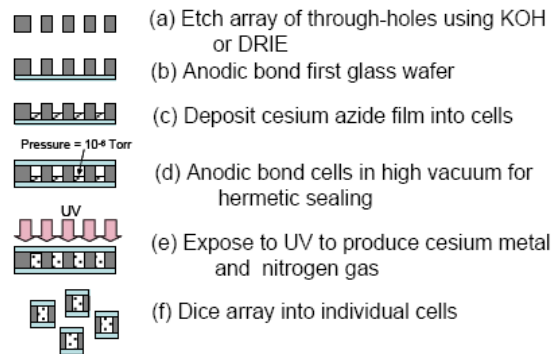 (a) Etch array of through-holes using KOH
or DRIE
(b) Anodic bond first glass wafer
(c) Deposit cesium azide film into cells
Pressure = 10⁻⁶ Torr
(d) Anodic bond cells in high vacuum for
hermetic sealing
UV
(e) Expose to UV to produce cesium metal
and nitrogen gas
(f) Dice array into individual cells